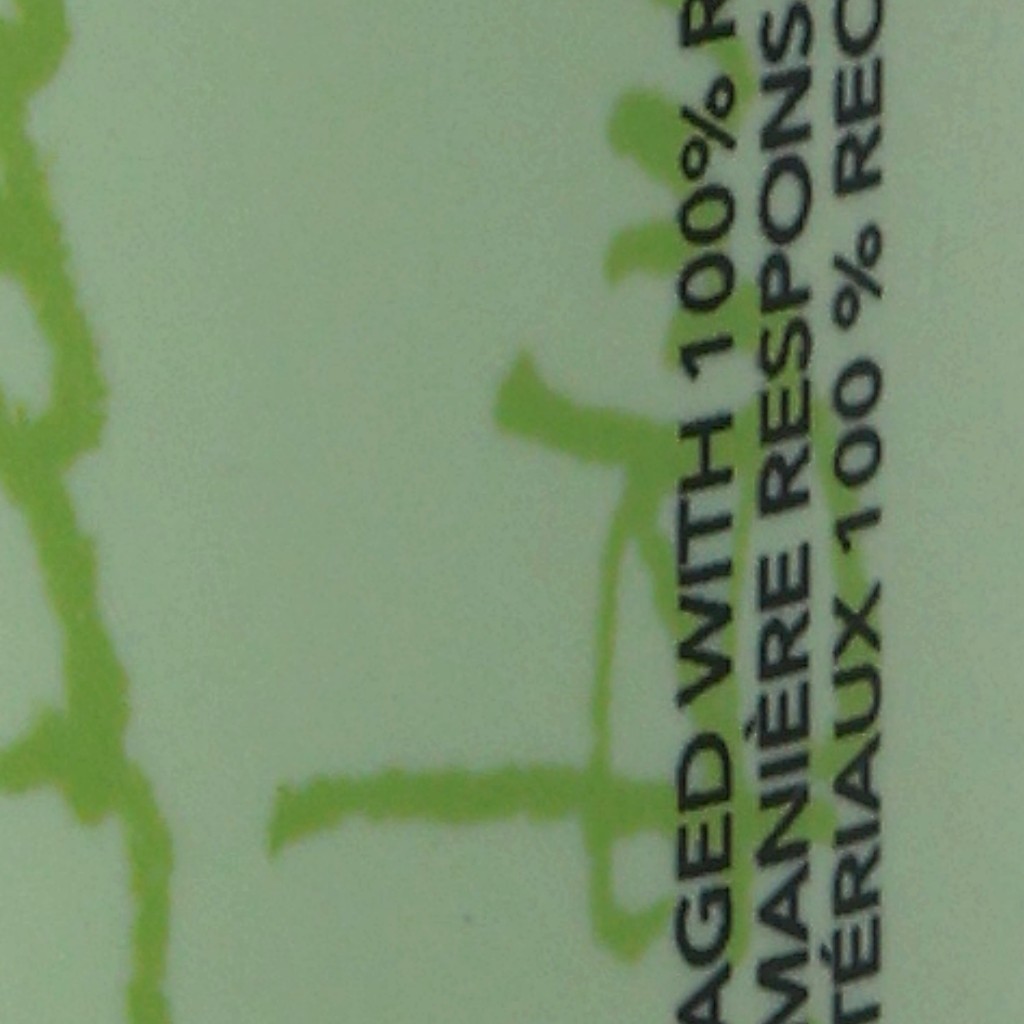 AGED WITH 100% R
MANIÈRE RESPONS
TÉRIAUX 100 % REC